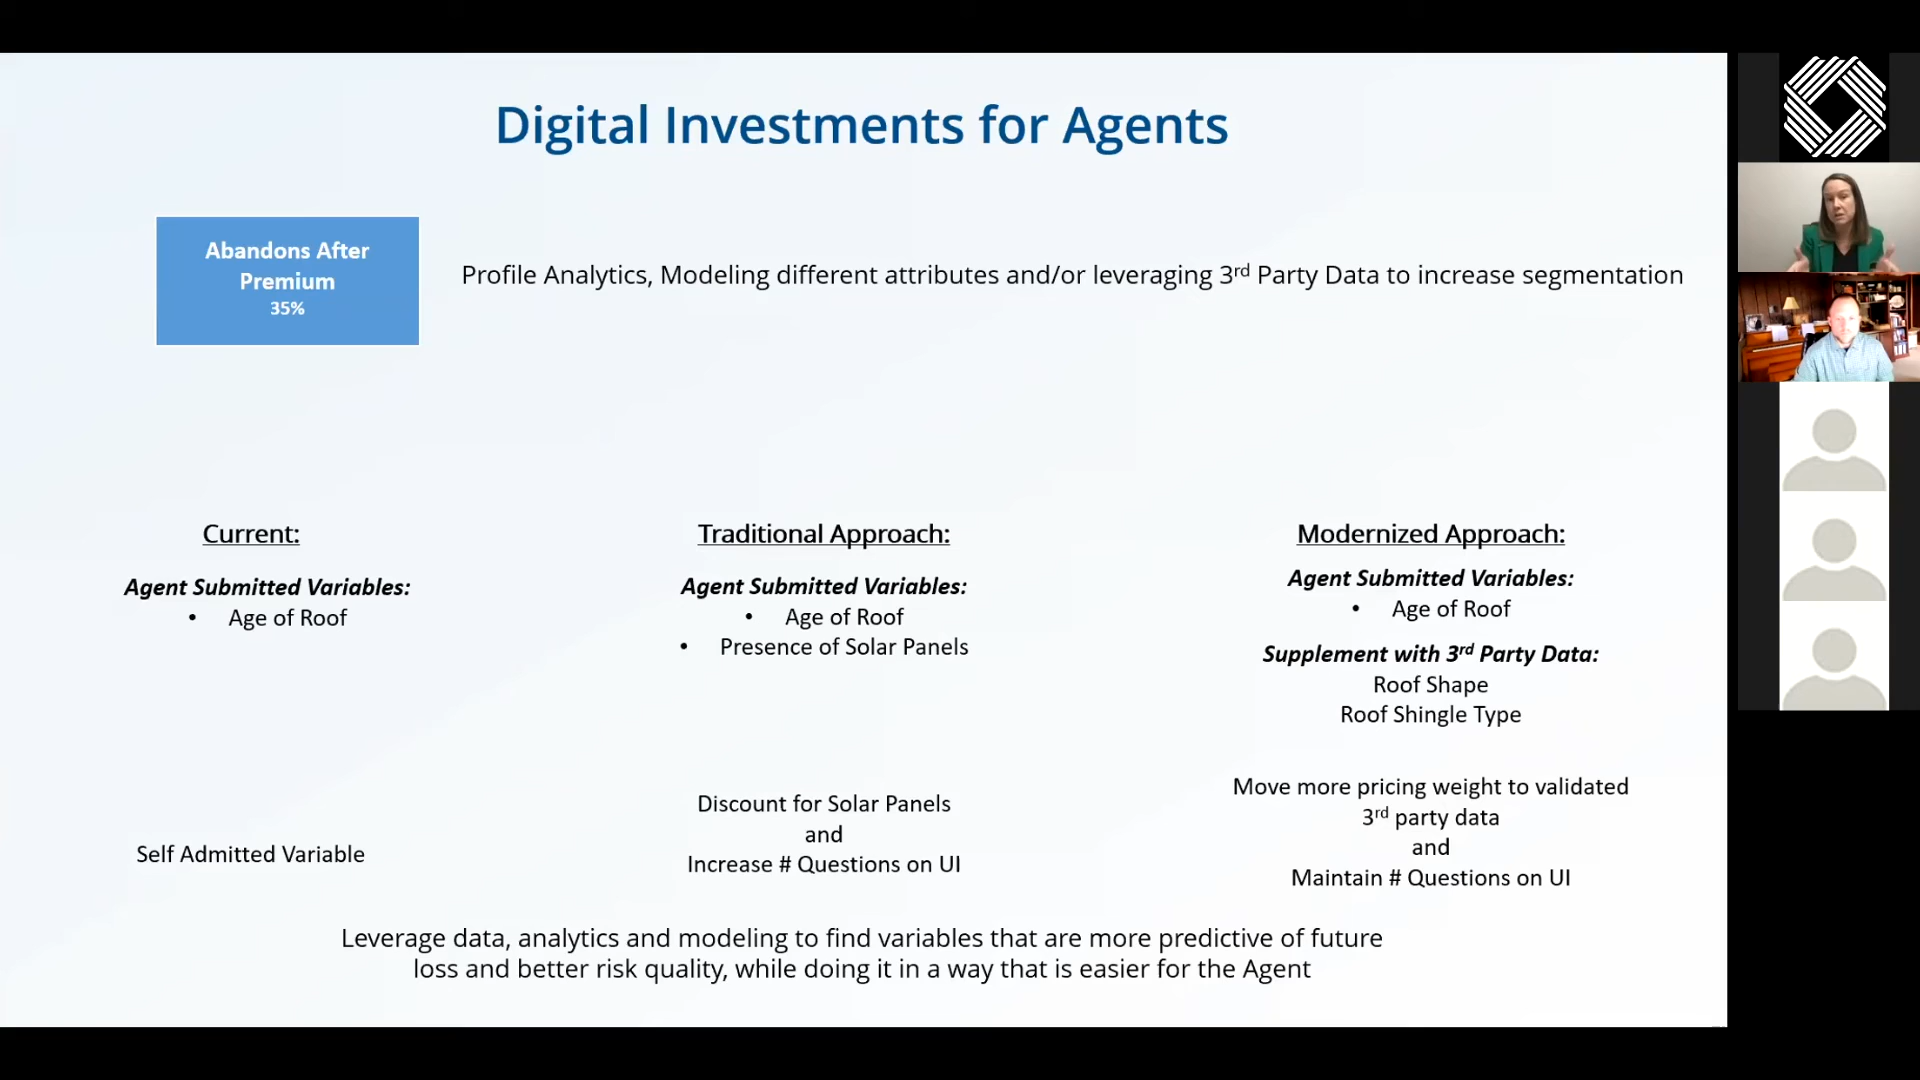 Digital Investments for Agents
Abandons After
Premium
35%
Profile Analytics, Modeling different attributes and/or leveraging 3rd Party Data to increase segmentation
Current:
Agent Submitted Variables:
• Age of Roof
Self Admitted Variable
Traditional Approach:
Agent Submitted Variables:
• Age of Roof
• Presence of Solar Panels
Discount for Solar Panels
and
Increase # Questions on UI
Modernized Approach:
Agent Submitted Variables:
• Age of Roof
Supplement with 3rd Party Data:
Roof Shape
Roof Shingle Type
Move more pricing weight to validated
3rd party data
and
Maintain # Questions on UI
Leverage data, analytics and modeling to find variables that are more predictive of future
loss and better risk quality, while doing it in a way that is easier for the Agent